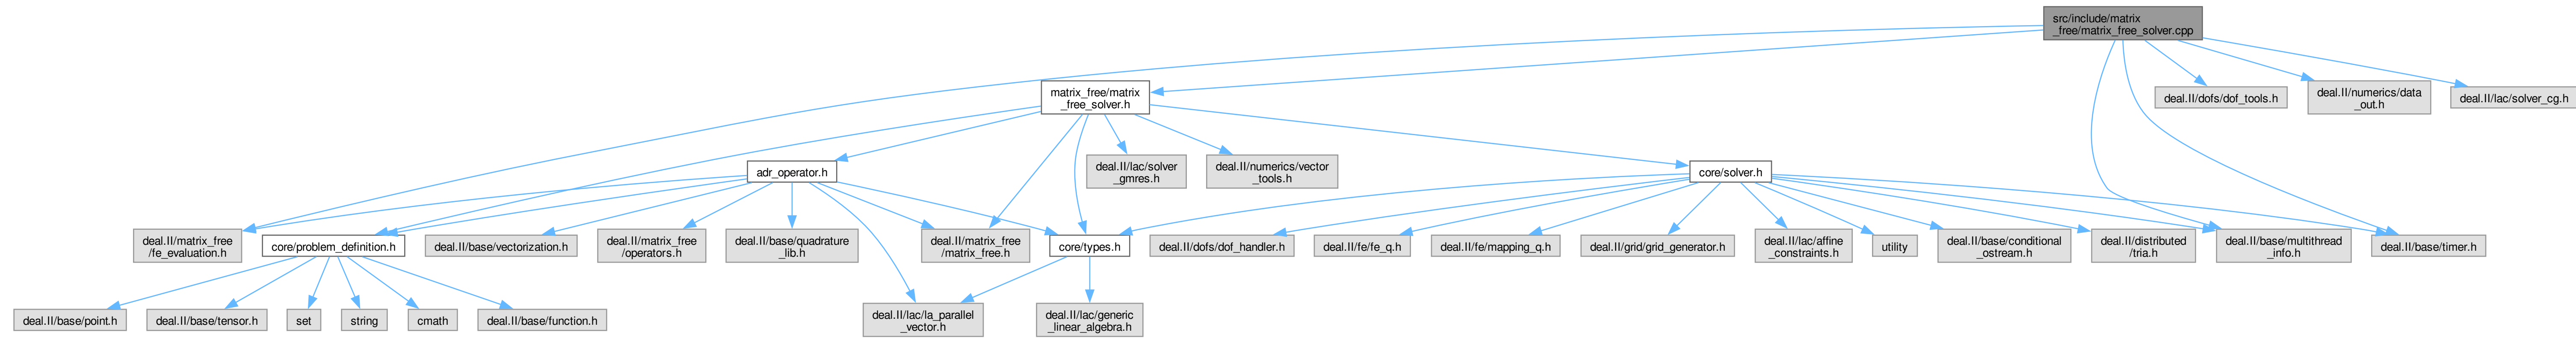 src/include/matrix
_free/matrix_free_solver.cpp
matrix_free/matrix
_free_solver.h
deal.II/dofs/dof_tools.h
deal.II/numerics/data
_out.h
deal.II/lac/solver_cg.h
adr_operator.h
deal.II/lac/solver
_gmres.h
deal.II/numerics/vector
_tools.h
core/solver.h
deal.II/matrix_free
/fe_evaluation.h
core/problem_definition.h
deal.II/base/vectorization.h
deal.II/matrix_free
/operators.h
deal.II/base/quadrature
_lib.h
deal.II/matrix_free
/matrix_free.h
core/types.h
deal.II/dofs/dof_handler.h
deal.II/fe/fe_q.h
deal.II/fe/mapping_q.h
deal.II/grid/grid_generator.h
deal.II/lac/affine
_constraints.h
utility
deal.II/base/conditional
_ostream.h
deal.II/distributed
/tria.h
deal.II/base/multithread
_info.h
deal.II/base/timer.h
deal.II/base/point.h
deal.II/base/tensor.h
set
string
cmath
deal.II/base/function.h
deal.II/lac/la_parallel
_vector.h
deal.II/lac/generic
_linear_algebra.h